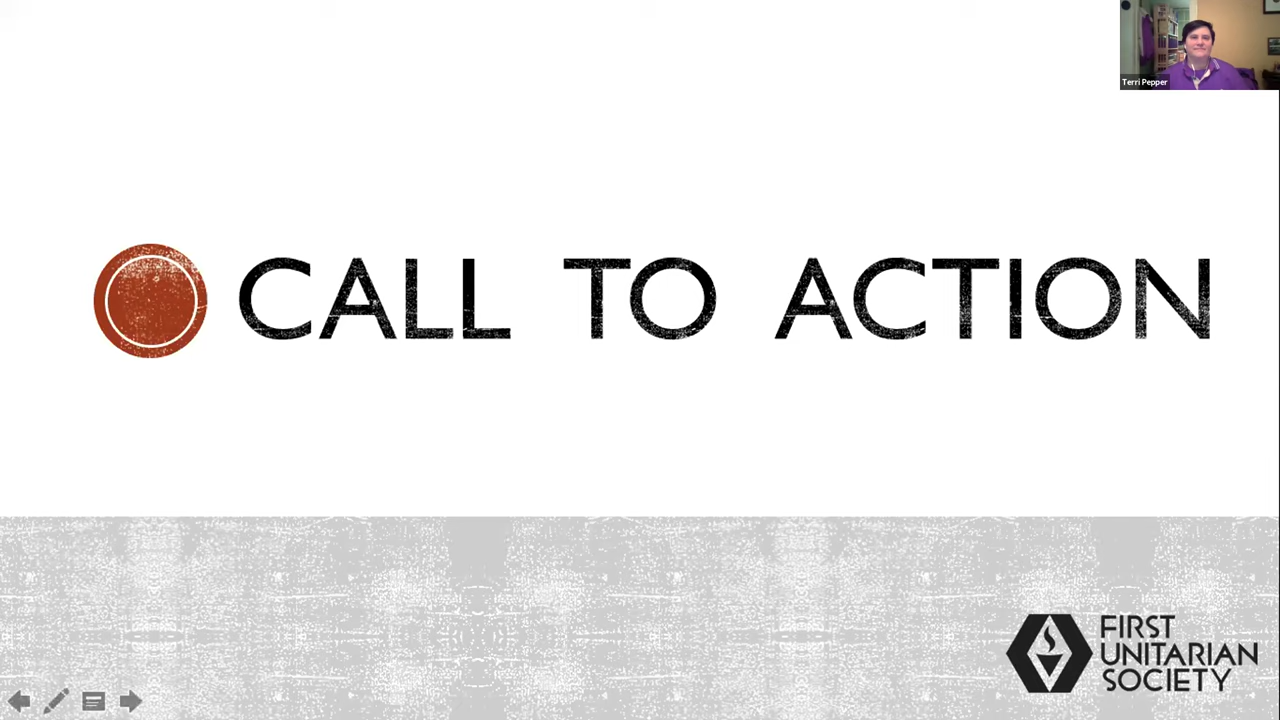 Terri Pepper
CALL TO ACTION
FIRST
UNITARIAN
SOCIETY